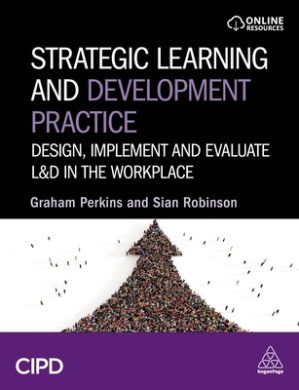 ONLINE
RESOURCES
STRATEGIC LEARNING
AND DEVELOPMENT
PRACTICE
DESIGN, IMPLEMENT AND EVALUATE
L&D IN THE WORKPLACE
Graham Perkins and Sian Robinson
CIPD
KoganPage